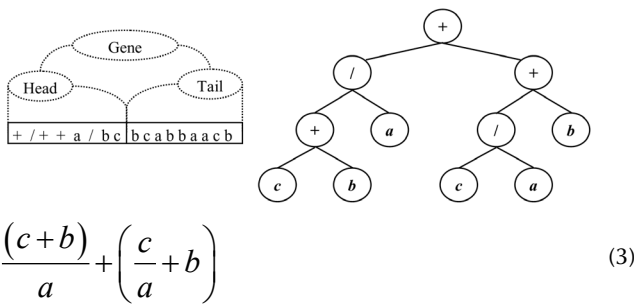 Gene
Head
Tail
+ / + + a / b c b c a b b a a c b
+
/
+
+
a
/
b
c
b
c
a
(c+b)/a + (c/a + b)
(3)